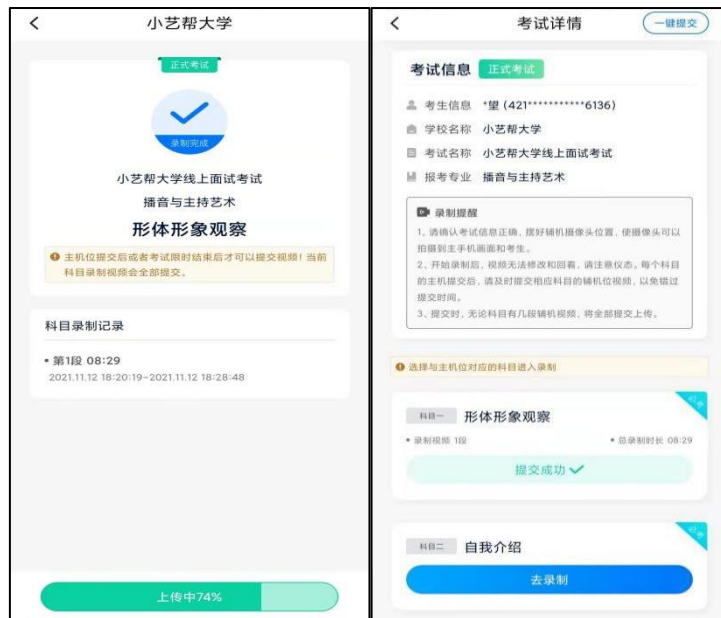 小艺帮大学
正式考试
录制完成
小艺帮大学线上面试考试
播音与主持艺术
形体形象观察
主机位提交后或者考试限时结束后才可以提交视频！当前
科目录制视频会全部提交。
科目录制记录
• 第1段 08:29
2021.11.12 18:20:19~2021.11.12 18:28:48
上传中74%
考试详情
一键提交
考试信息 正式考试
考生信息 *望 (421***********6136)
学校名称 小艺帮大学
考试名称 小艺帮大学线上面试考试
报考专业 播音与主持艺术
录制提醒
1、请确认考试信息正确，摆好辅机摄像头位置，使摄像头可以
拍摄到主手机画面和考生。
2、开始录制后，视频无法修改和回看，请注意仪态。每个科目
的主机提交后，请及时提交相应科目的辅机位视频，以免错过
提交时间。
3、提交时，无论科目有几段辅机视频，将全部提交上传。
选择与主机位对应的科目进入录制
必考
科目一 形体形象观察
• 录制视频 1段 • 总录制时长 08:29
提交成功
必考
科目二 自我介绍
去录制